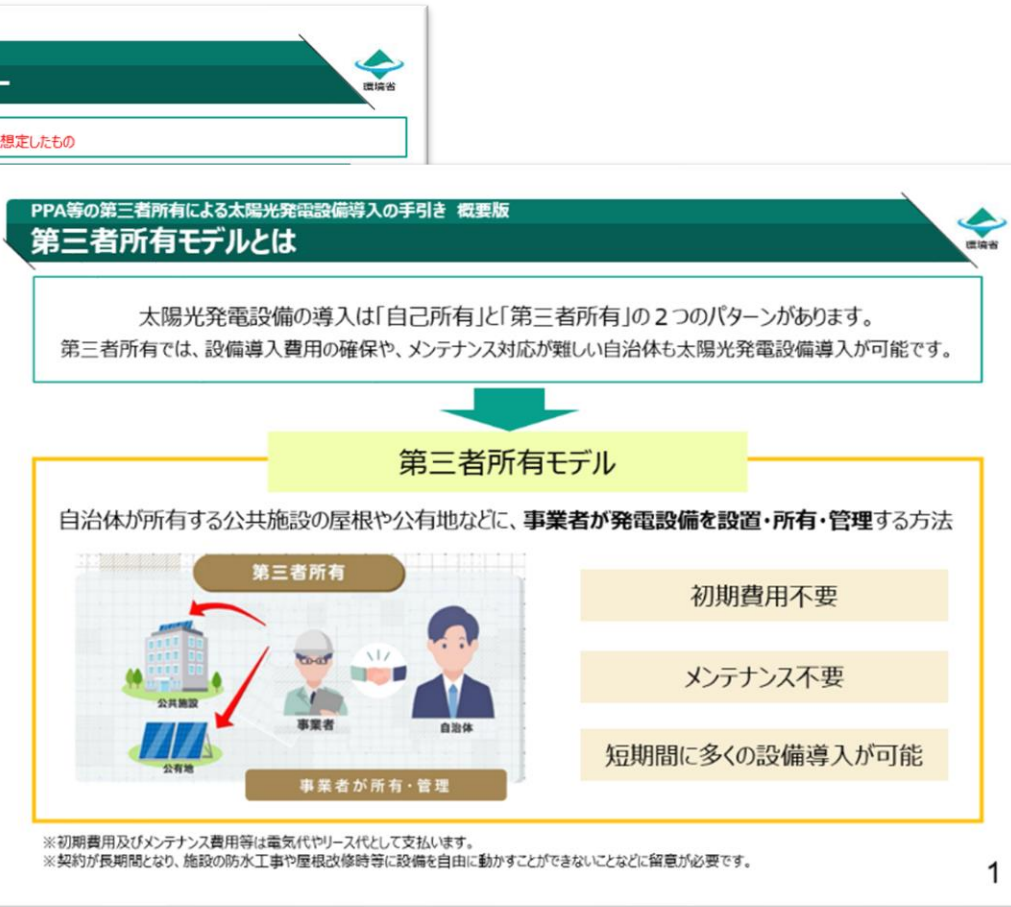 環境省
想定したもの
PPA等の第三者所有による太陽光発電設備導入の手引き 概要版
第三者所有モデルとは
環境省
太陽光発電設備の導入は「自己所有」と「第三者所有」の２つのパターンがあります。
第三者所有では、設備導入費用の確保や、メンテナンス対応が難しい自治体も太陽光発電設備導入が可能です。
第三者所有モデル
自治体が所有する公共施設の屋根や公有地などに、事業者が発電設備を設置・所有・管理する方法
第三者所有
公共施設
事業者
自治体
公有地
事業者が所有・管理
初期費用不要
メンテナンス不要
短期間に多くの設備導入が可能
※初期費用及びメンテナンス費用等は電気代やリース代として支払います。
※契約が長期間となり、施設の防水工事や屋根改修時等に設備を自由に動かすことができないことなどに留意が必要です。
1